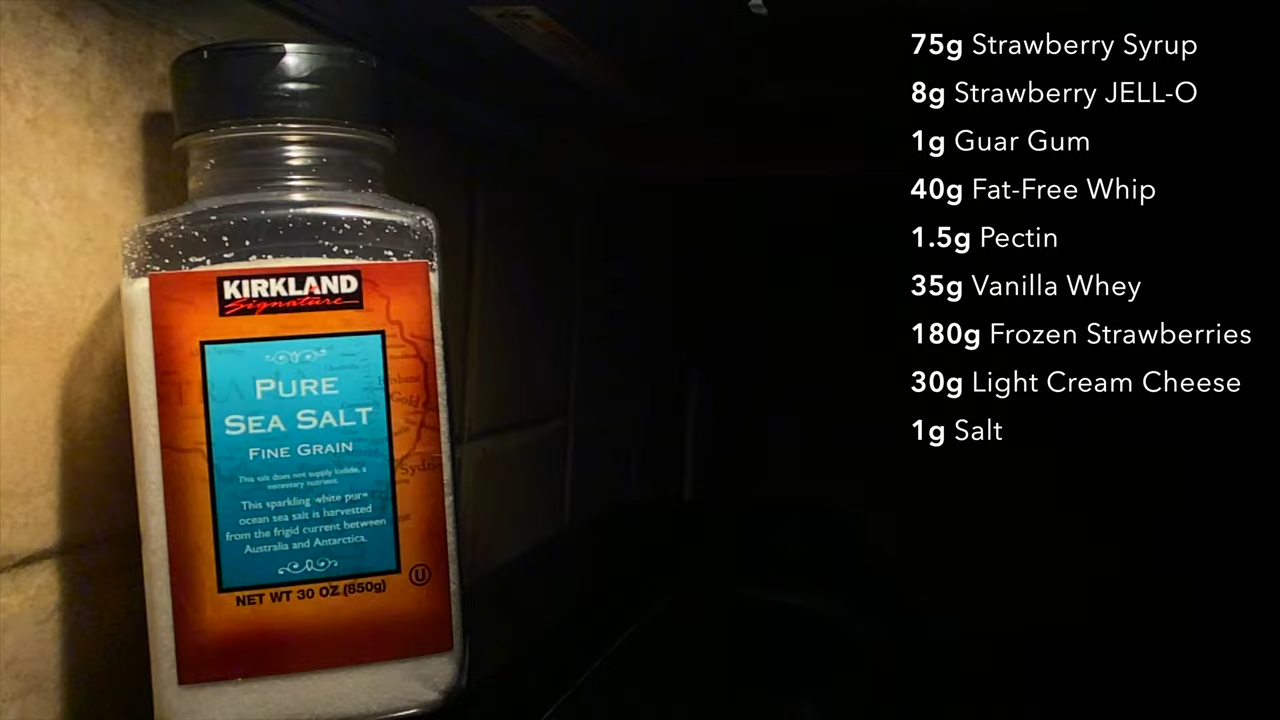 KIRKLAND
Signature
PURE
SEA SALT
FINE GRAIN
This salt does not supply iodide, a
necessary nutrient.
This sparkling white pure
ocean sea salt is harvested
from the frigid current between
Australia and Antarctica.
NET WT 30 OZ (850g)
U
Brisbane
Gold
Sydn
75g Strawberry Syrup
8g Strawberry JELL-O
1g Guar Gum
40g Fat-Free Whip
1.5g Pectin
35g Vanilla Whey
180g Frozen Strawberries
30g Light Cream Cheese
1g Salt